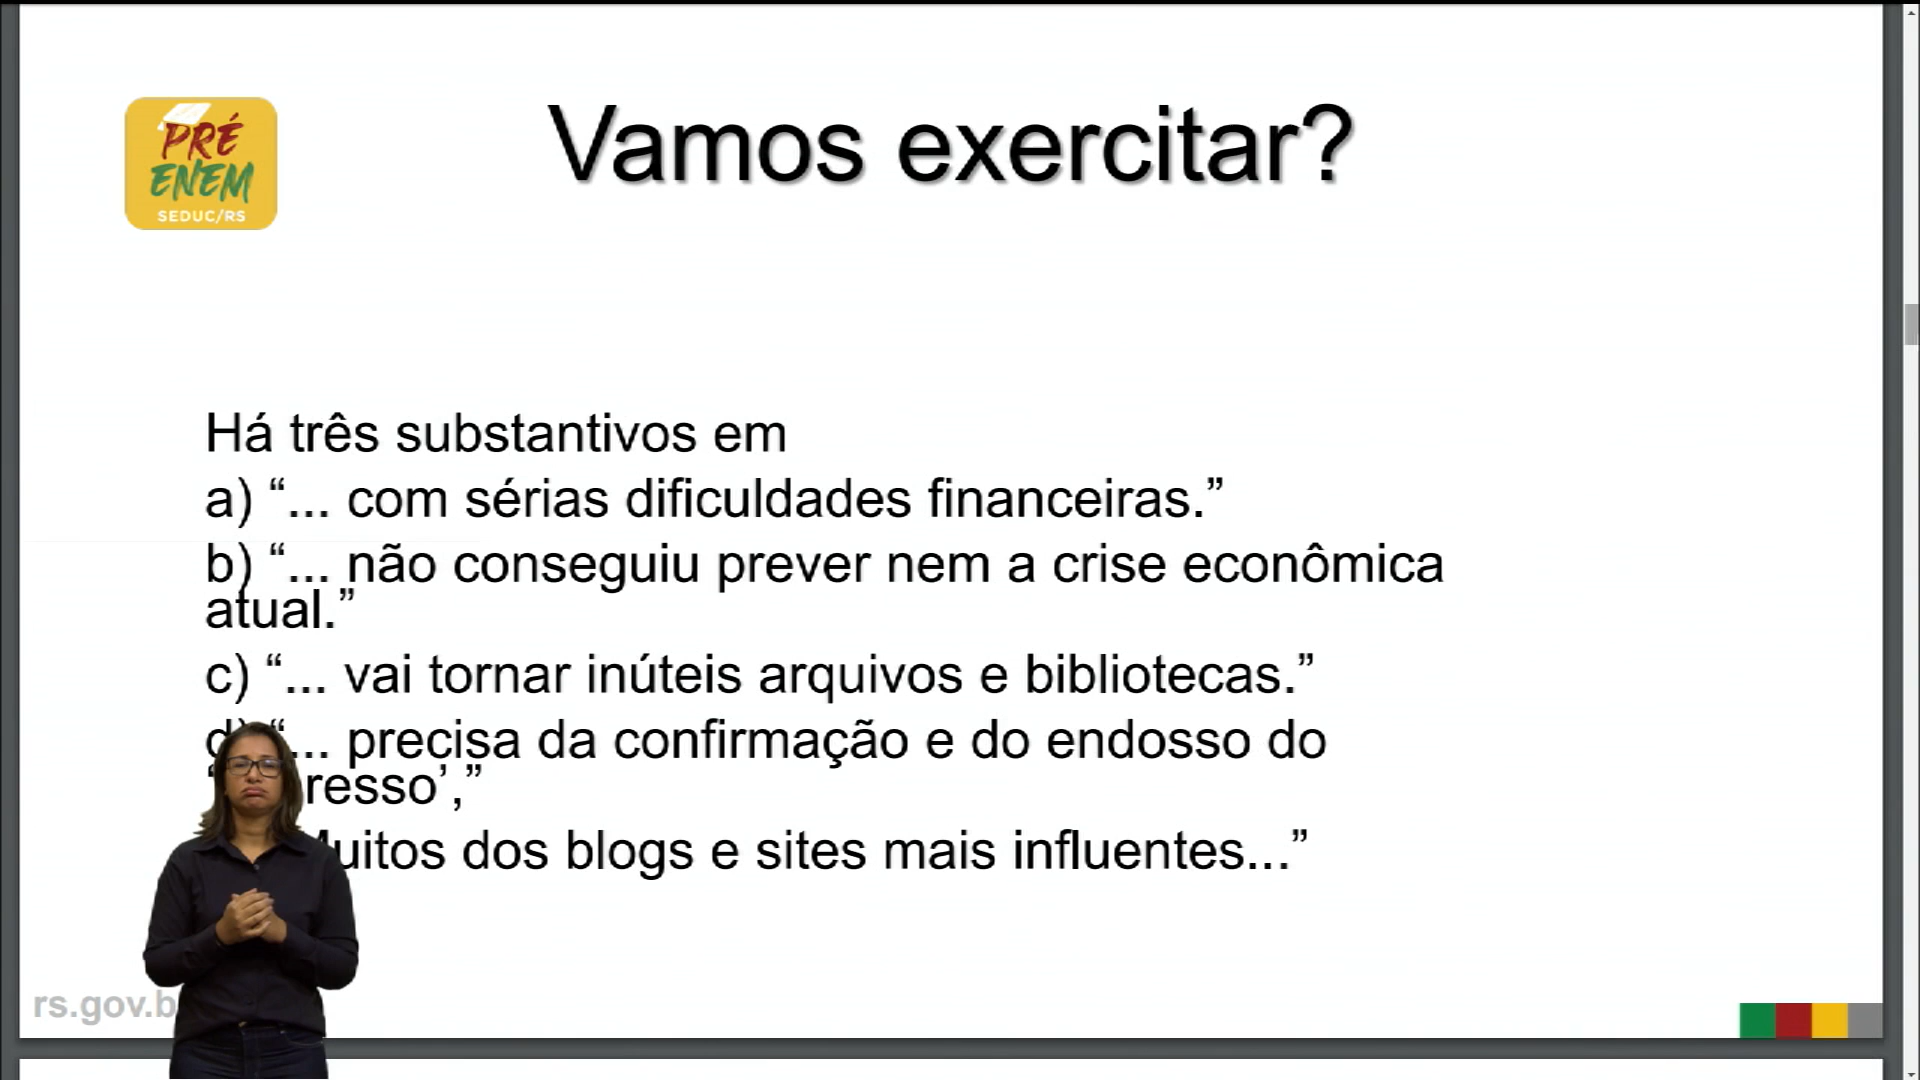 PRÉ
ENEM
SEDUC/RS
Vamos exercitar?
Há três substantivos em
a) “... com sérias dificuldades financeiras.”
b) “... não conseguiu prever nem a crise econômica
atual.”
c) “... vai tornar inúteis arquivos e bibliotecas.”
d) “... precisa da confirmação e do endosso do
resso’,”
uitos dos blogs e sites mais influentes...”
rs.gov.b